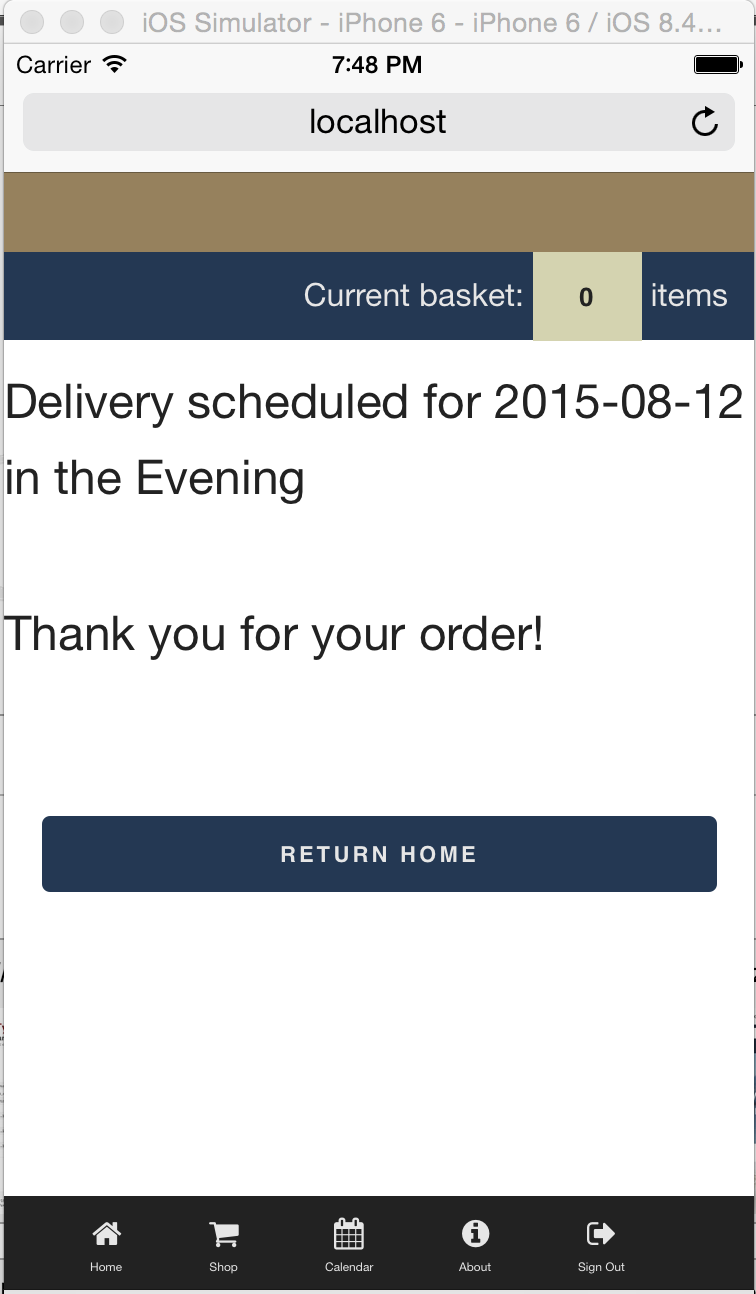 iOS Simulator - iPhone 6 - iPhone 6 / iOS 8.4...
Carrier 7:48 PM
localhost
Current basket: 0 items
Delivery scheduled for 2015-08-12
in the Evening
Thank you for your order!
RETURN HOME
Home Shop Calendar About Sign Out